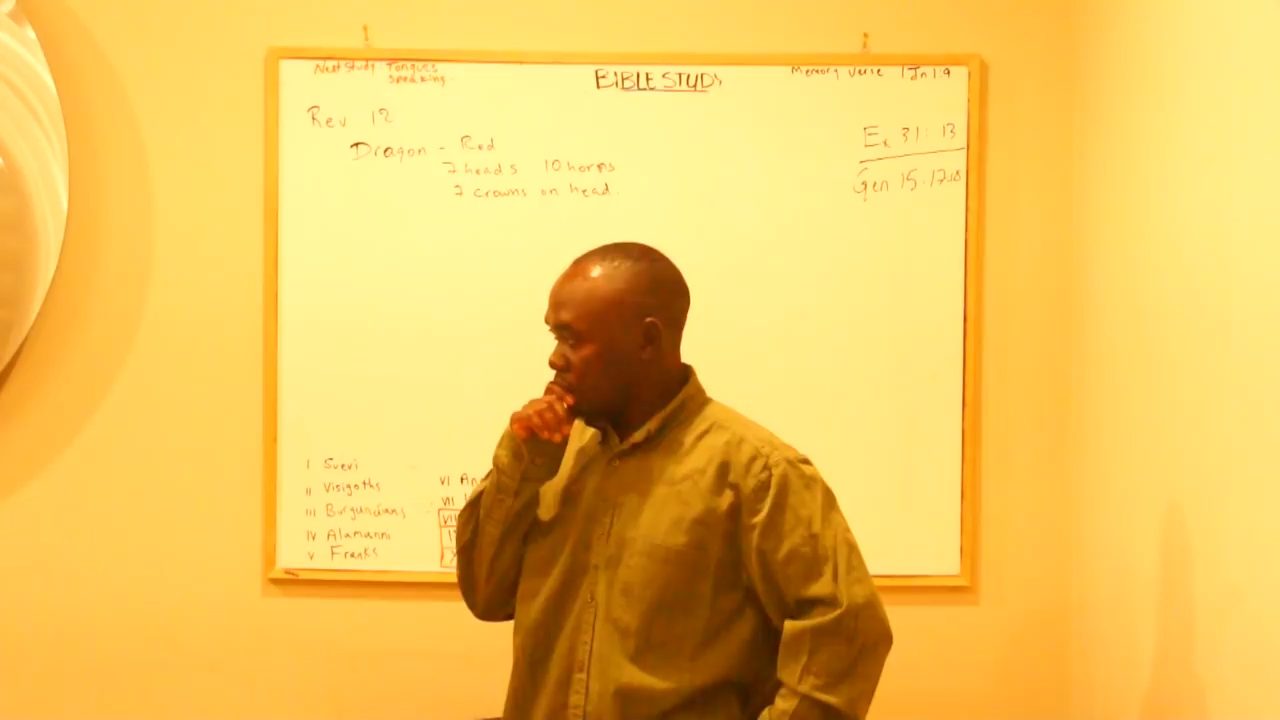 Next Study Tongues
Speaking
BIBLE STUDY
Memory Verse 1 Jn 1:9
Rev 12
Dragon - Red
7 heads 10 horns
7 crowns on head.
Ex 31:13
Gen 15:17,18
I Suevi
II Visigoths
III Burgundians
IV Alamanni
V Franks
VI An
VII
VIII